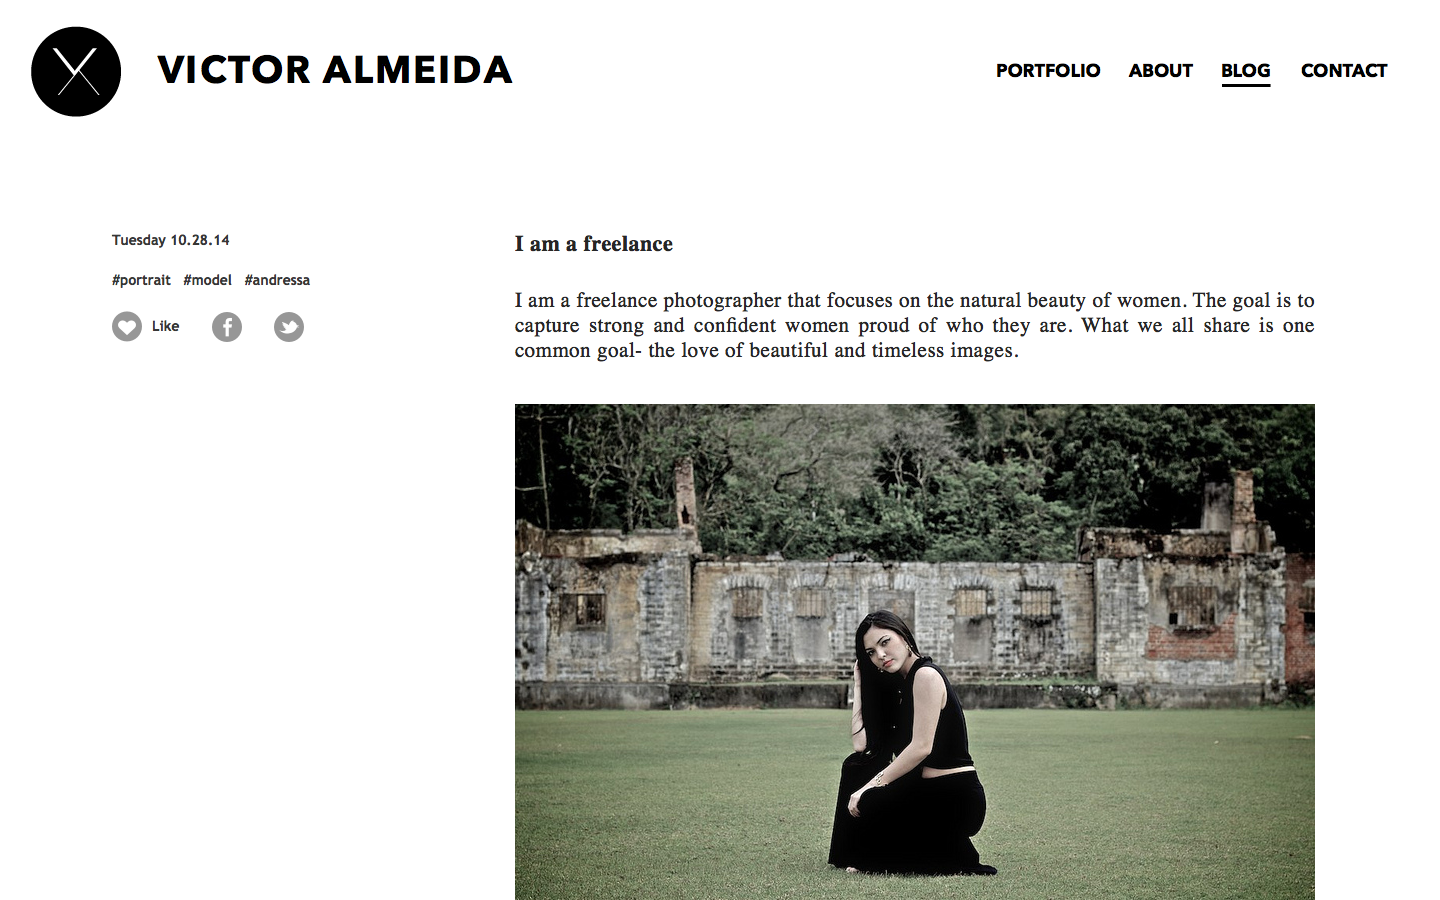 VICTOR ALMEIDA
PORTFOLIO ABOUT BLOG CONTACT
Tuesday 10.28.14
#portrait #model #andressa
Like
I am a freelance
I am a freelance photographer that focuses on the natural beauty of women. The goal is to
capture strong and confident women proud of who they are. What we all share is one
common goal- the love of beautiful and timeless images.